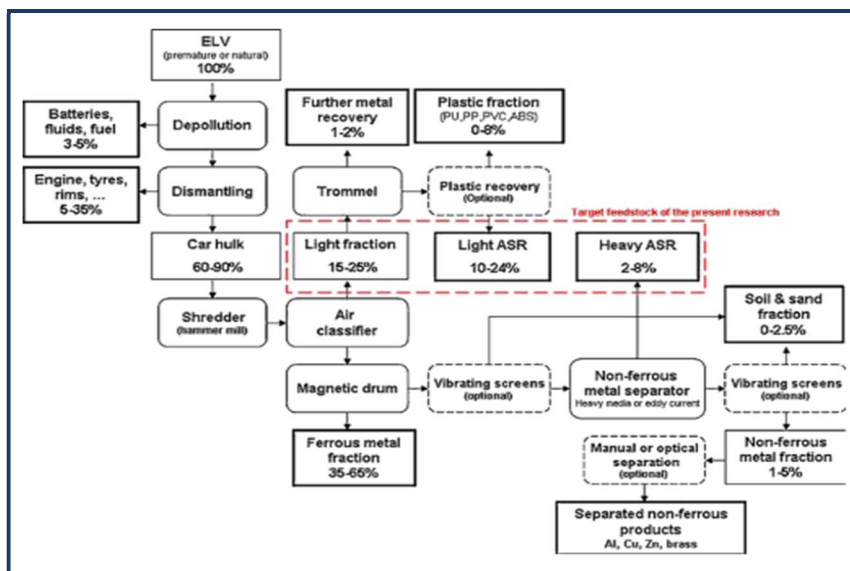 ELV
(premature or natural)
100%
Batteries,
fluids, fuel
3-5%
Depollution
Further metal
recovery
1-2%
Plastic fraction
(PU,PP,PVC,ABS)
0-8%
Engine, tyres,
rims, ...
5-35%
Dismantling
Trommel
Plastic recovery
(Optional)
Target feedstock of the present research
Car hulk
60-90%
Light fraction
15-25%
Light ASR
10-24%
Heavy ASR
2-8%
Shredder
(hammer mill)
Air
classifier
Soil & sand
fraction
0-2.5%
Magnetic drum
Vibrating screens
(optional)
Non-ferrous
metal separator
Heavy media or eddy current
Vibrating screens
(optional)
Ferrous metal
fraction
35-65%
Manual or optical
separation
(optional)
Non-ferrous
metal fraction
1-5%
Separated non-ferrous
products
Al, Cu, Zn, brass